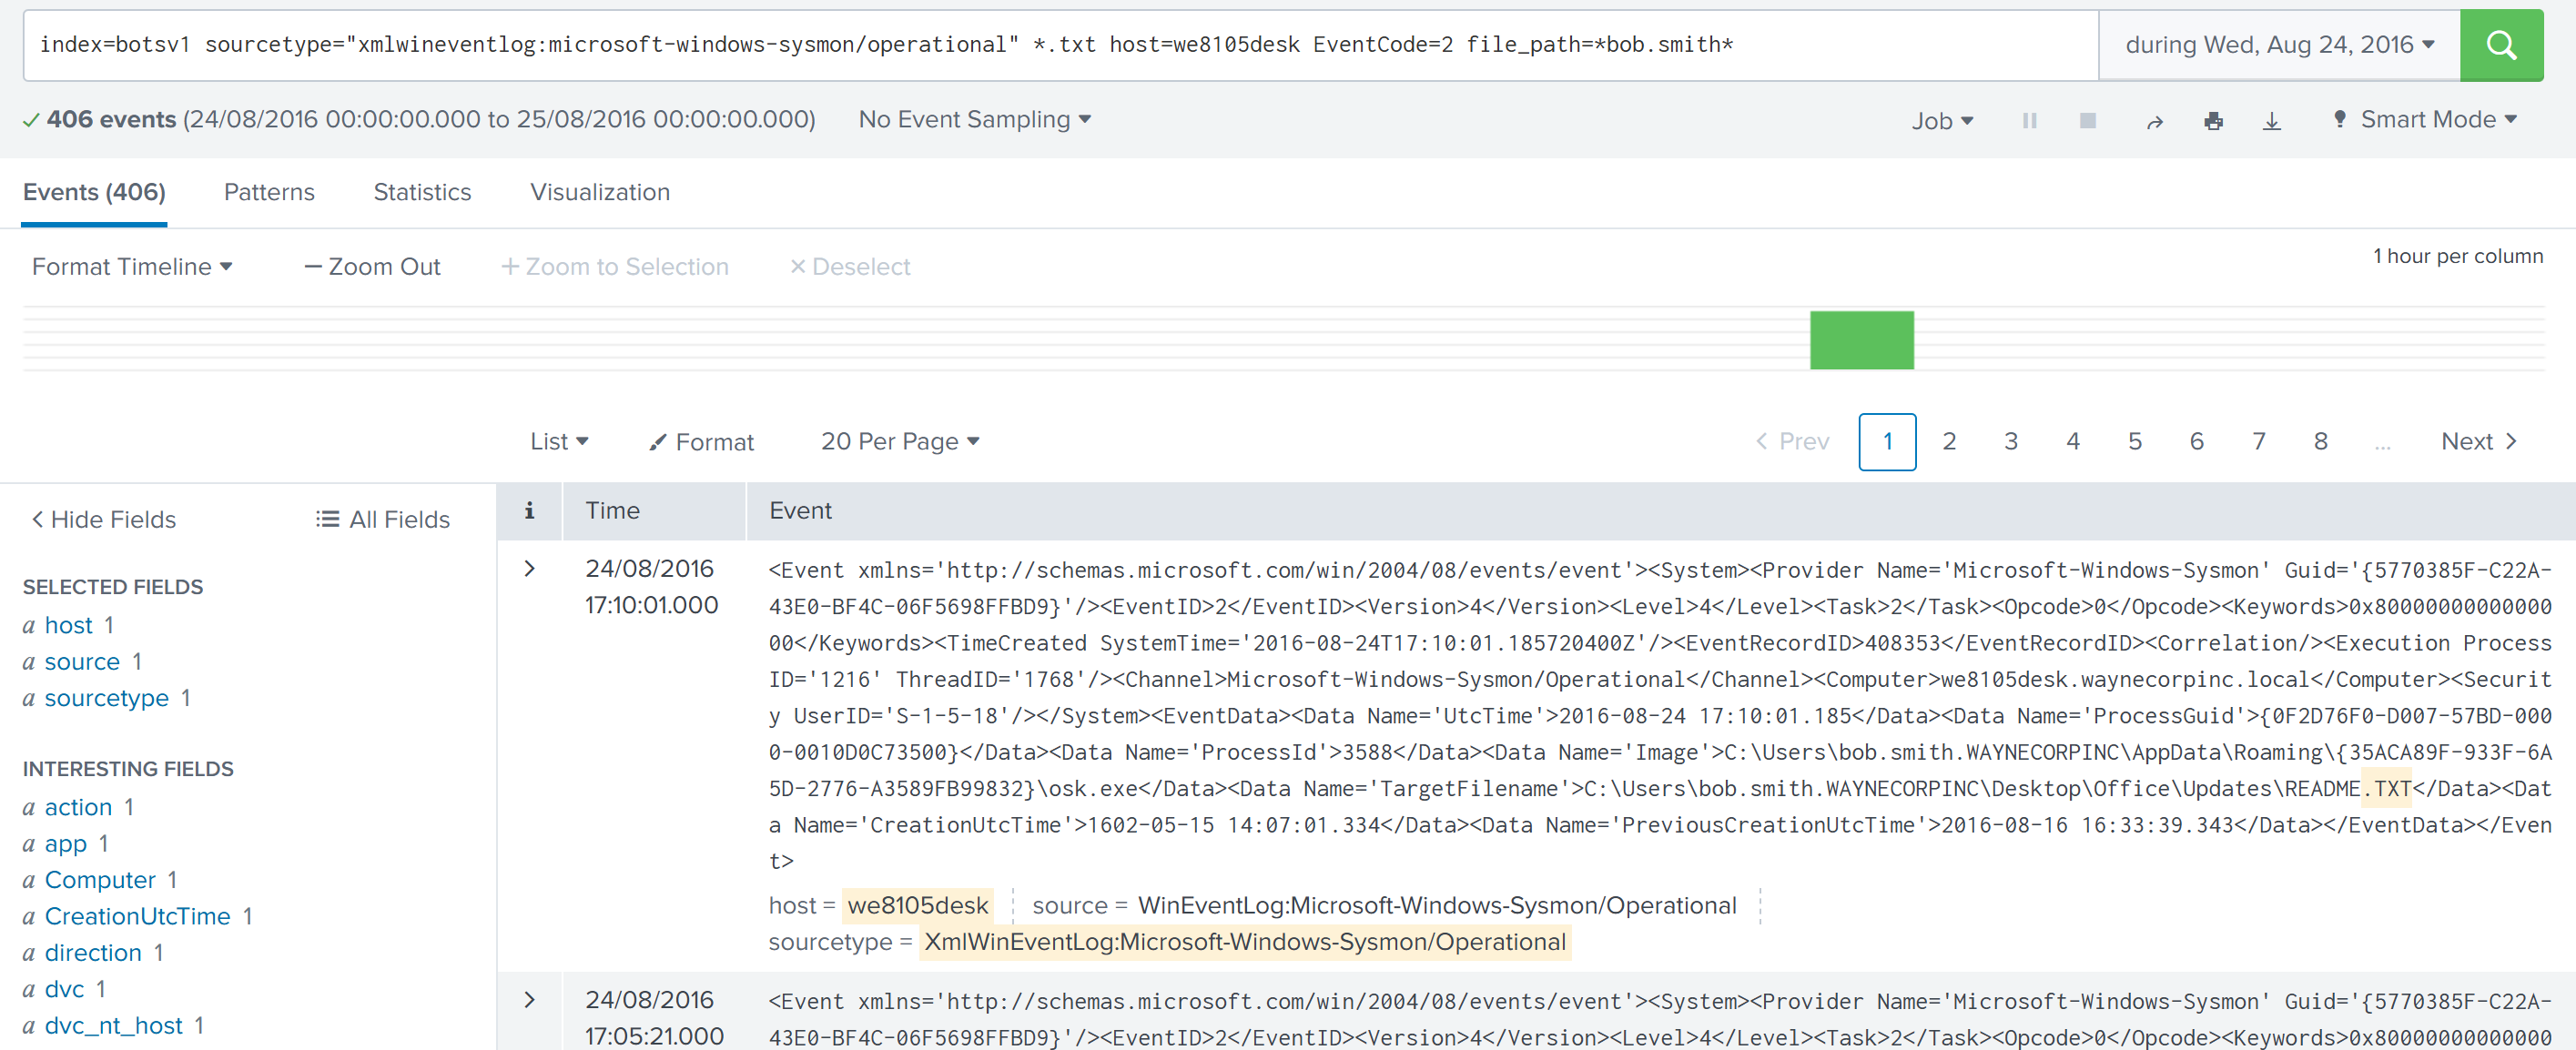 index=botsv1 sourcetype="xmlwineventlog:microsoft-windows-sysmon/operational" *.txt host=we8105desk EventCode=2 file_path=*bob.smith*
during Wed, Aug 24, 2016
406 events (24/08/2016 00:00:00.000 to 25/08/2016 00:00:00.000)
No Event Sampling
Job
Smart Mode
Events (406)
Patterns
Statistics
Visualization
Format Timeline
Zoom Out
Zoom to Selection
Deselect
1 hour per column
List
Format
20 Per Page
Prev
1
2
3
4
5
6
7
8
...
Next
Hide Fields
All Fields
SELECTED FIELDS
a host 1
a source 1
a sourcetype 1
INTERESTING FIELDS
a action 1
a app 1
a Computer 1
a CreationUtcTime 1
a direction 1
a dvc 1
a dvc_nt_host 1
i
Time
Event
24/08/2016
17:10:01.000
<Event xmlns='http://schemas.microsoft.com/win/2004/08/events/event'><System><Provider Name='Microsoft-Windows-Sysmon' Guid='{5770385F-C22A-
43E0-BF4C-06F5698FFBD9}'/><EventID>2</EventID><Version>4</Version><Level>4</Level><Task>2</Task><Opcode>0</Opcode><Keywords>0x80000000000000
00</Keywords><TimeCreated SystemTime='2016-08-24T17:10:01.185720400Z'/><EventRecordID>408353</EventRecordID><Correlation/><Execution Process
ID='1216' ThreadID='1768'/><Channel>Microsoft-Windows-Sysmon/Operational</Channel><Computer>we8105desk.waynecorpinc.local</Computer><Securit
y UserID='S-1-5-18'/></System><EventData><Data Name='UtcTime'>2016-08-24 17:10:01.185</Data><Data Name='ProcessGuid'>{0F2D76F0-D007-57BD-000
0-0010D0C73500}</Data><Data Name='ProcessId'>3588</Data><Data Name='Image'>C:\Users\bob.smith.WAYNECORPINC\AppData\Roaming\{35ACA89F-933F-6A
5D-2776-A3589FB99832}\osk.exe</Data><Data Name='TargetFilename'>C:\Users\bob.smith.WAYNECORPINC\Desktop\Office\Updates\README.TXT</Data><Dat
a Name='CreationUtcTime'>1602-05-15 14:07:01.334</Data><Data Name='PreviousCreationUtcTime'>2016-08-16 16:33:39.343</Data></EventData></Even
t>
host = we8105desk
source = WinEventLog:Microsoft-Windows-Sysmon/Operational
sourcetype = XmlWinEventLog:Microsoft-Windows-Sysmon/Operational
24/08/2016
17:05:21.000
<Event xmlns='http://schemas.microsoft.com/win/2004/08/events/event'><System><Provider Name='Microsoft-Windows-Sysmon' Guid='{5770385F-C22A-
43E0-BF4C-06F5698FFBD9}'/><EventID>2</EventID><Version>4</Version><Level>4</Level><Task>2</Task><Opcode>0</Opcode><Keywords>0x80000000000000